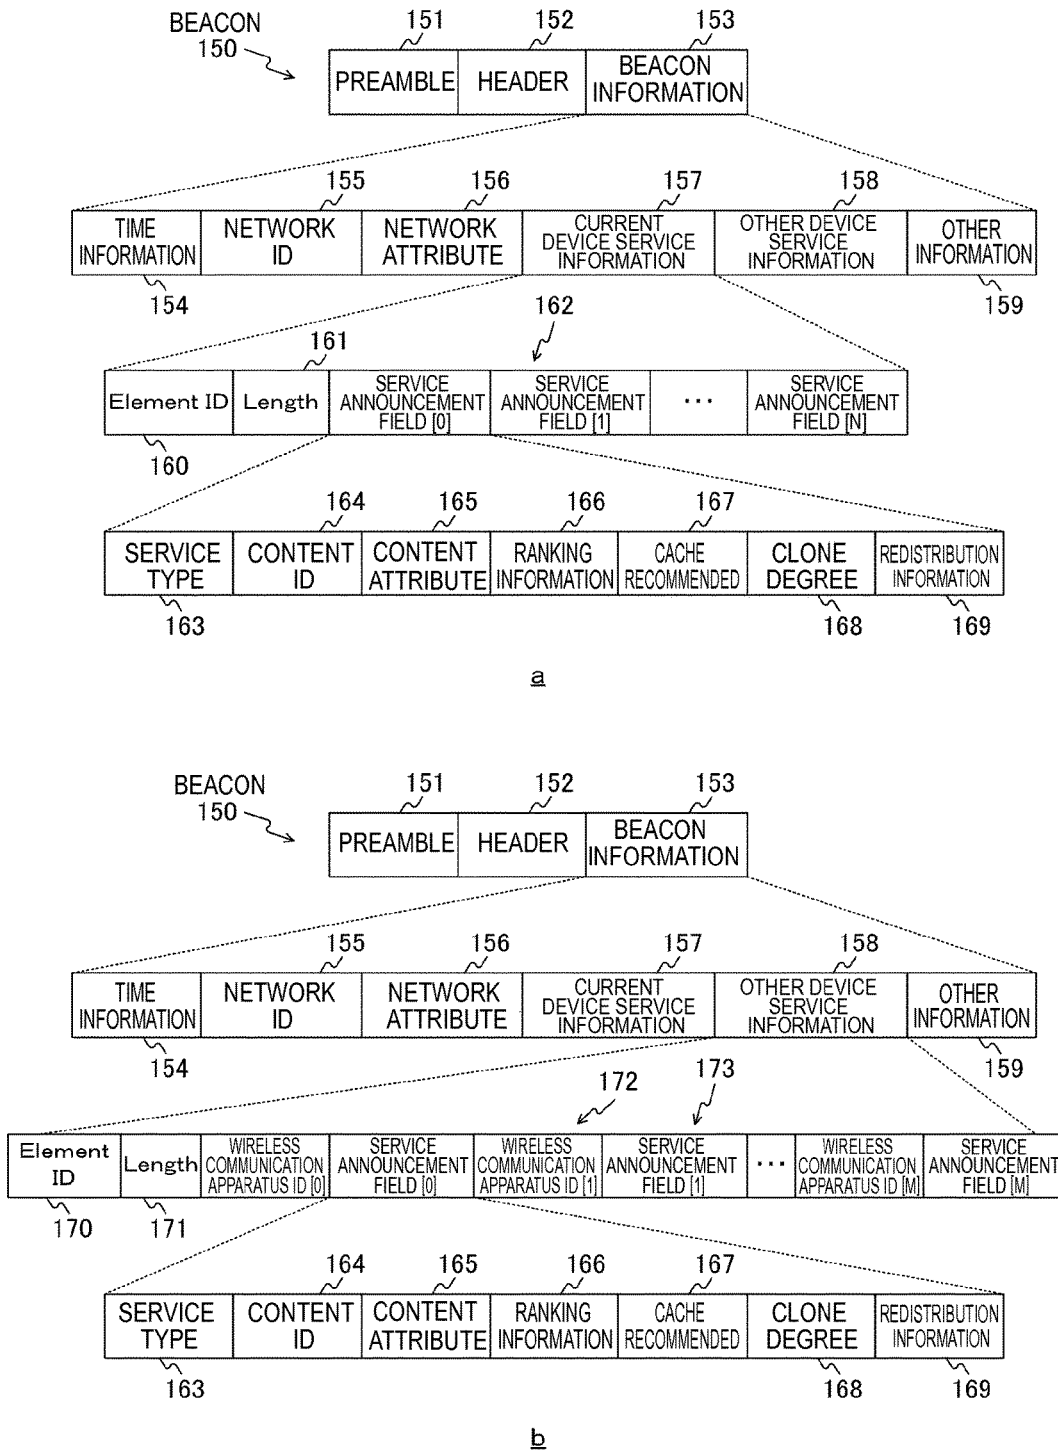 BEACON
150
151
152
153
PREAMBLE
HEADER
BEACON
INFORMATION
155
156
157
158
TIME
INFORMATION
NETWORK
ID
NETWORK
ATTRIBUTE
CURRENT
DEVICE SERVICE
INFORMATION
OTHER DEVICE
SERVICE
INFORMATION
OTHER
INFORMATION
154
159
161
162
Element ID
Length
SERVICE
ANNOUNCEMENT
FIELD [0]
SERVICE
ANNOUNCEMENT
FIELD [1]
...
SERVICE
ANNOUNCEMENT
FIELD [N]
160
164
165
166
167
SERVICE
TYPE
CONTENT
ID
CONTENT
ATTRIBUTE
RANKING
INFORMATION
CACHE
RECOMMENDED
CLONE
DEGREE
REDISTRIBUTION
INFORMATION
163
168
169
a
BEACON
150
151
152
153
PREAMBLE
HEADER
BEACON
INFORMATION
155
156
157
158
TIME
INFORMATION
NETWORK
ID
NETWORK
ATTRIBUTE
CURRENT
DEVICE SERVICE
INFORMATION
OTHER DEVICE
SERVICE
INFORMATION
OTHER
INFORMATION
154
159
172
173
Element
ID
Length
WIRELESS
COMMUNICATION
APPARATUS ID [0]
SERVICE
ANNOUNCEMENT
FIELD [0]
WIRELESS
COMMUNICATION
APPARATUS ID [1]
SERVICE
ANNOUNCEMENT
FIELD [1]
...
WIRELESS
COMMUNICATION
APPARATUS ID [M]
SERVICE
ANNOUNCEMENT
FIELD [M]
170
171
164
165
166
167
SERVICE
TYPE
CONTENT
ID
CONTENT
ATTRIBUTE
RANKING
INFORMATION
CACHE
RECOMMENDED
CLONE
DEGREE
REDISTRIBUTION
INFORMATION
163
168
169
b